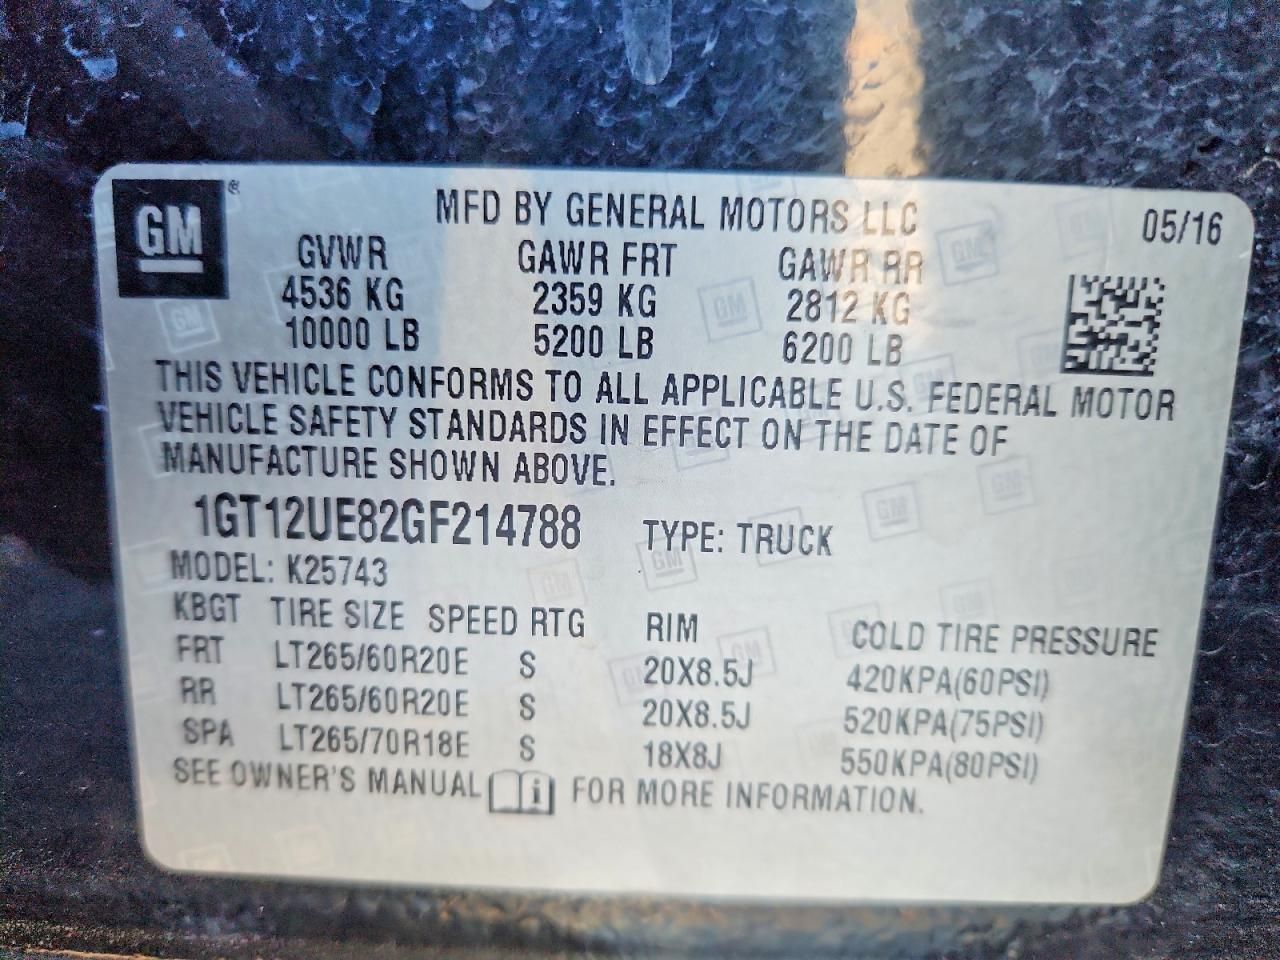 GM ® MFD BY GENERAL MOTORS LLC 05/16
GVWR GAWR FRT GAWR RR
4536 KG 2359 KG 2812 KG
10000 LB 5200 LB 6200 LB
THIS VEHICLE CONFORMS TO ALL APPLICABLE U.S. FEDERAL MOTOR
VEHICLE SAFETY STANDARDS IN EFFECT ON THE DATE OF
MANUFACTURE SHOWN ABOVE.
1GT12UE82GF214788 TYPE: TRUCK
MODEL: K25743
KBGT TIRE SIZE SPEED RTG RIM COLD TIRE PRESSURE
FRT LT265/60R20E S 20X8.5J 420KPA(60PSI)
RR LT265/60R20E S 20X8.5J 520KPA(75PSI)
SPA LT265/70R18E S 18X8J 550KPA(80PSI)
SEE OWNER'S MANUAL i FOR MORE INFORMATION.